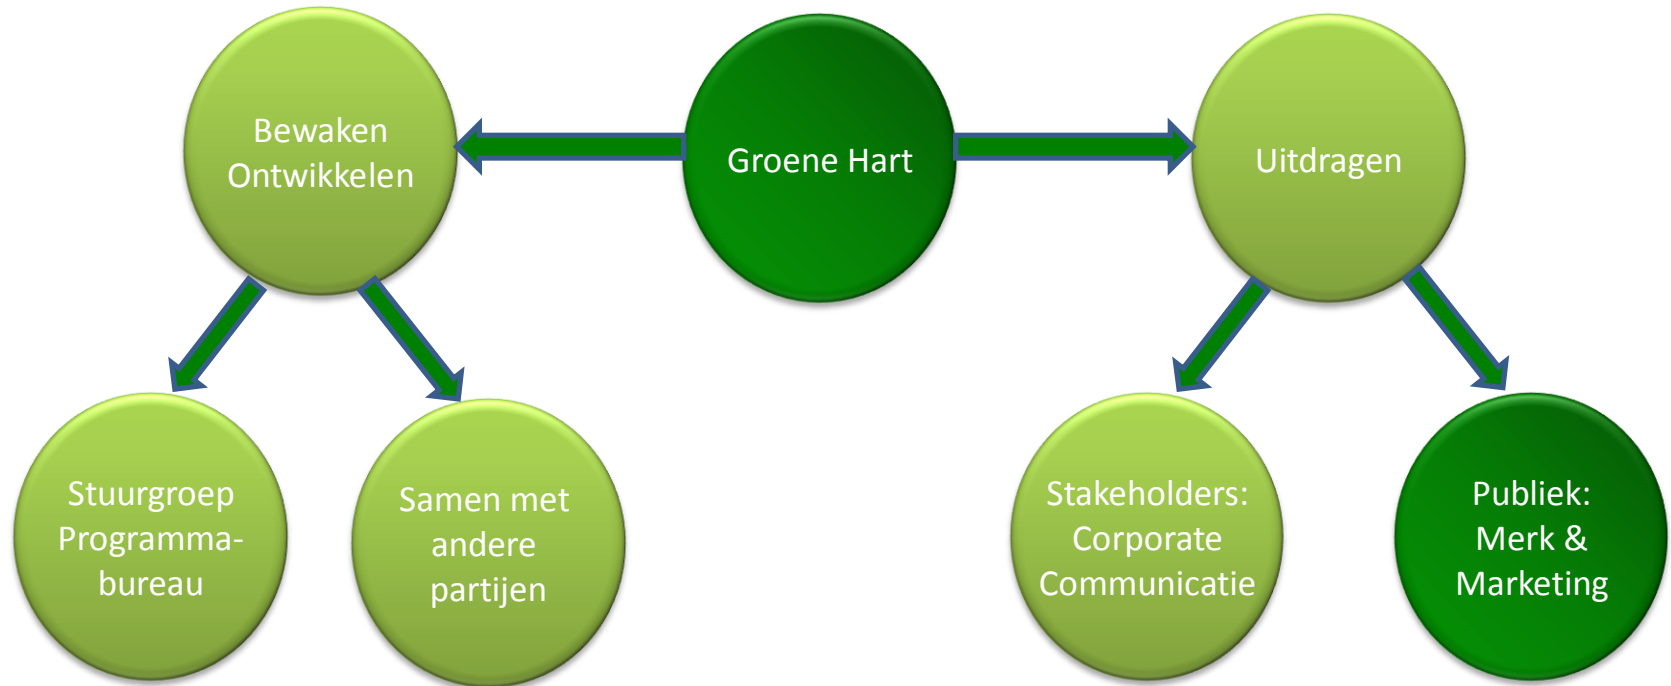 Bewaken
Ontwikkelen
Groene Hart
Uitdragen
Stuurgroep
Programma-
bureau
Samen met
andere
partijen
Stakeholders:
Corporate
Communicatie
Publiek:
Merk &
Marketing